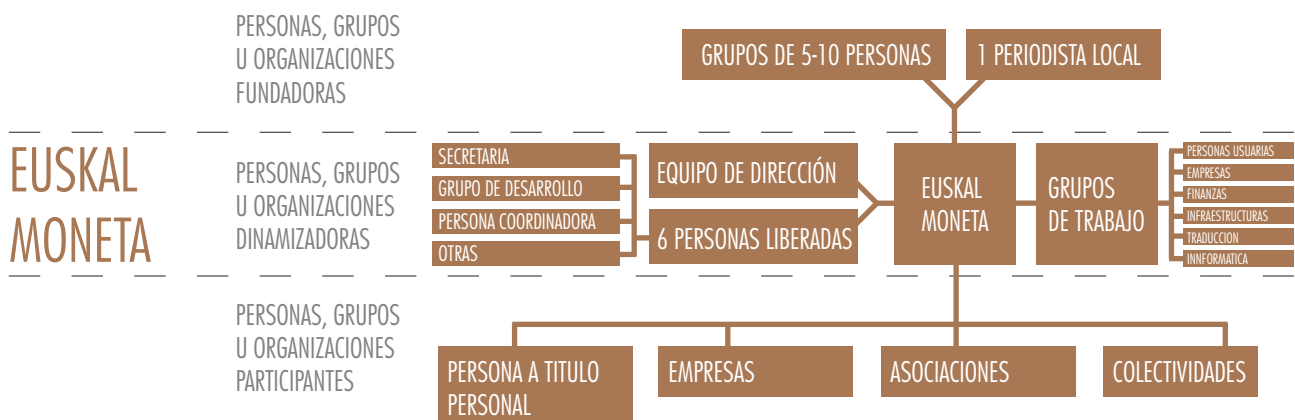 PERSONAS, GRUPOS
U ORGANIZACIONES
FUNDADORAS
GRUPOS DE 5-10 PERSONAS
1 PERIODISTA LOCAL
EUSKAL
MONETA
PERSONAS, GRUPOS
U ORGANIZACIONES
DINAMIZADORAS
SECRETARIA
GRUPO DE DESARROLLO
PERSONA COORDINADORA
OTRAS
EQUIPO DE DIRECCIÓN
6 PERSONAS LIBERADAS
EUSKAL
MONETA
GRUPOS
DE TRABAJO
PERSONAS USUARIAS
EMPRESAS
FINANZAS
INFRAESTRUCTURAS
TRADUCCION
INNFORMATICA
PERSONAS, GRUPOS
U ORGANIZACIONES
PARTICIPANTES
PERSONA A TITULO
PERSONAL
EMPRESAS
ASOCIACIONES
COLECTIVIDADES